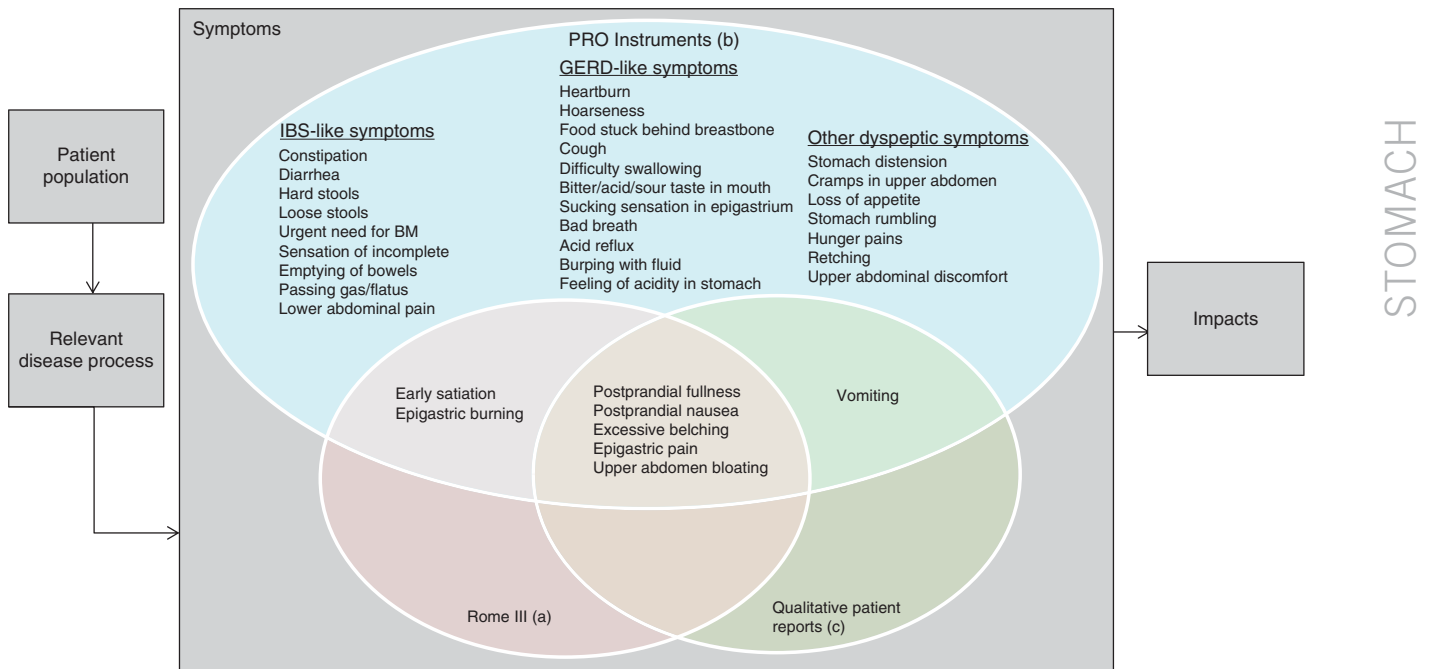 Symptoms
PRO Instruments (b)
GERD-like symptoms
Heartburn
Hoarseness
Food stuck behind breastbone
Cough
Difficulty swallowing
Bitter/acid/sour taste in mouth
Sucking sensation in epigastrium
Bad breath
Acid reflux
Burping with fluid
Feeling of acidity in stomach
IBS-like symptoms
Constipation
Diarrhea
Hard stools
Loose stools
Urgent need for BM
Sensation of incomplete
Emptying of bowels
Passing gas/flatus
Lower abdominal pain
Other dyspeptic symptoms
Stomach distension
Cramps in upper abdomen
Loss of appetite
Stomach rumbling
Hunger pains
Retching
Upper abdominal discomfort
Patient
population
Relevant
disease process
Early satiation
Epigastric burning
Postprandial fullness
Postprandial nausea
Excessive belching
Epigastric pain
Upper abdomen bloating
Vomiting
Rome III (a)
Qualitative patient
reports (c)
Impacts
STOMACH